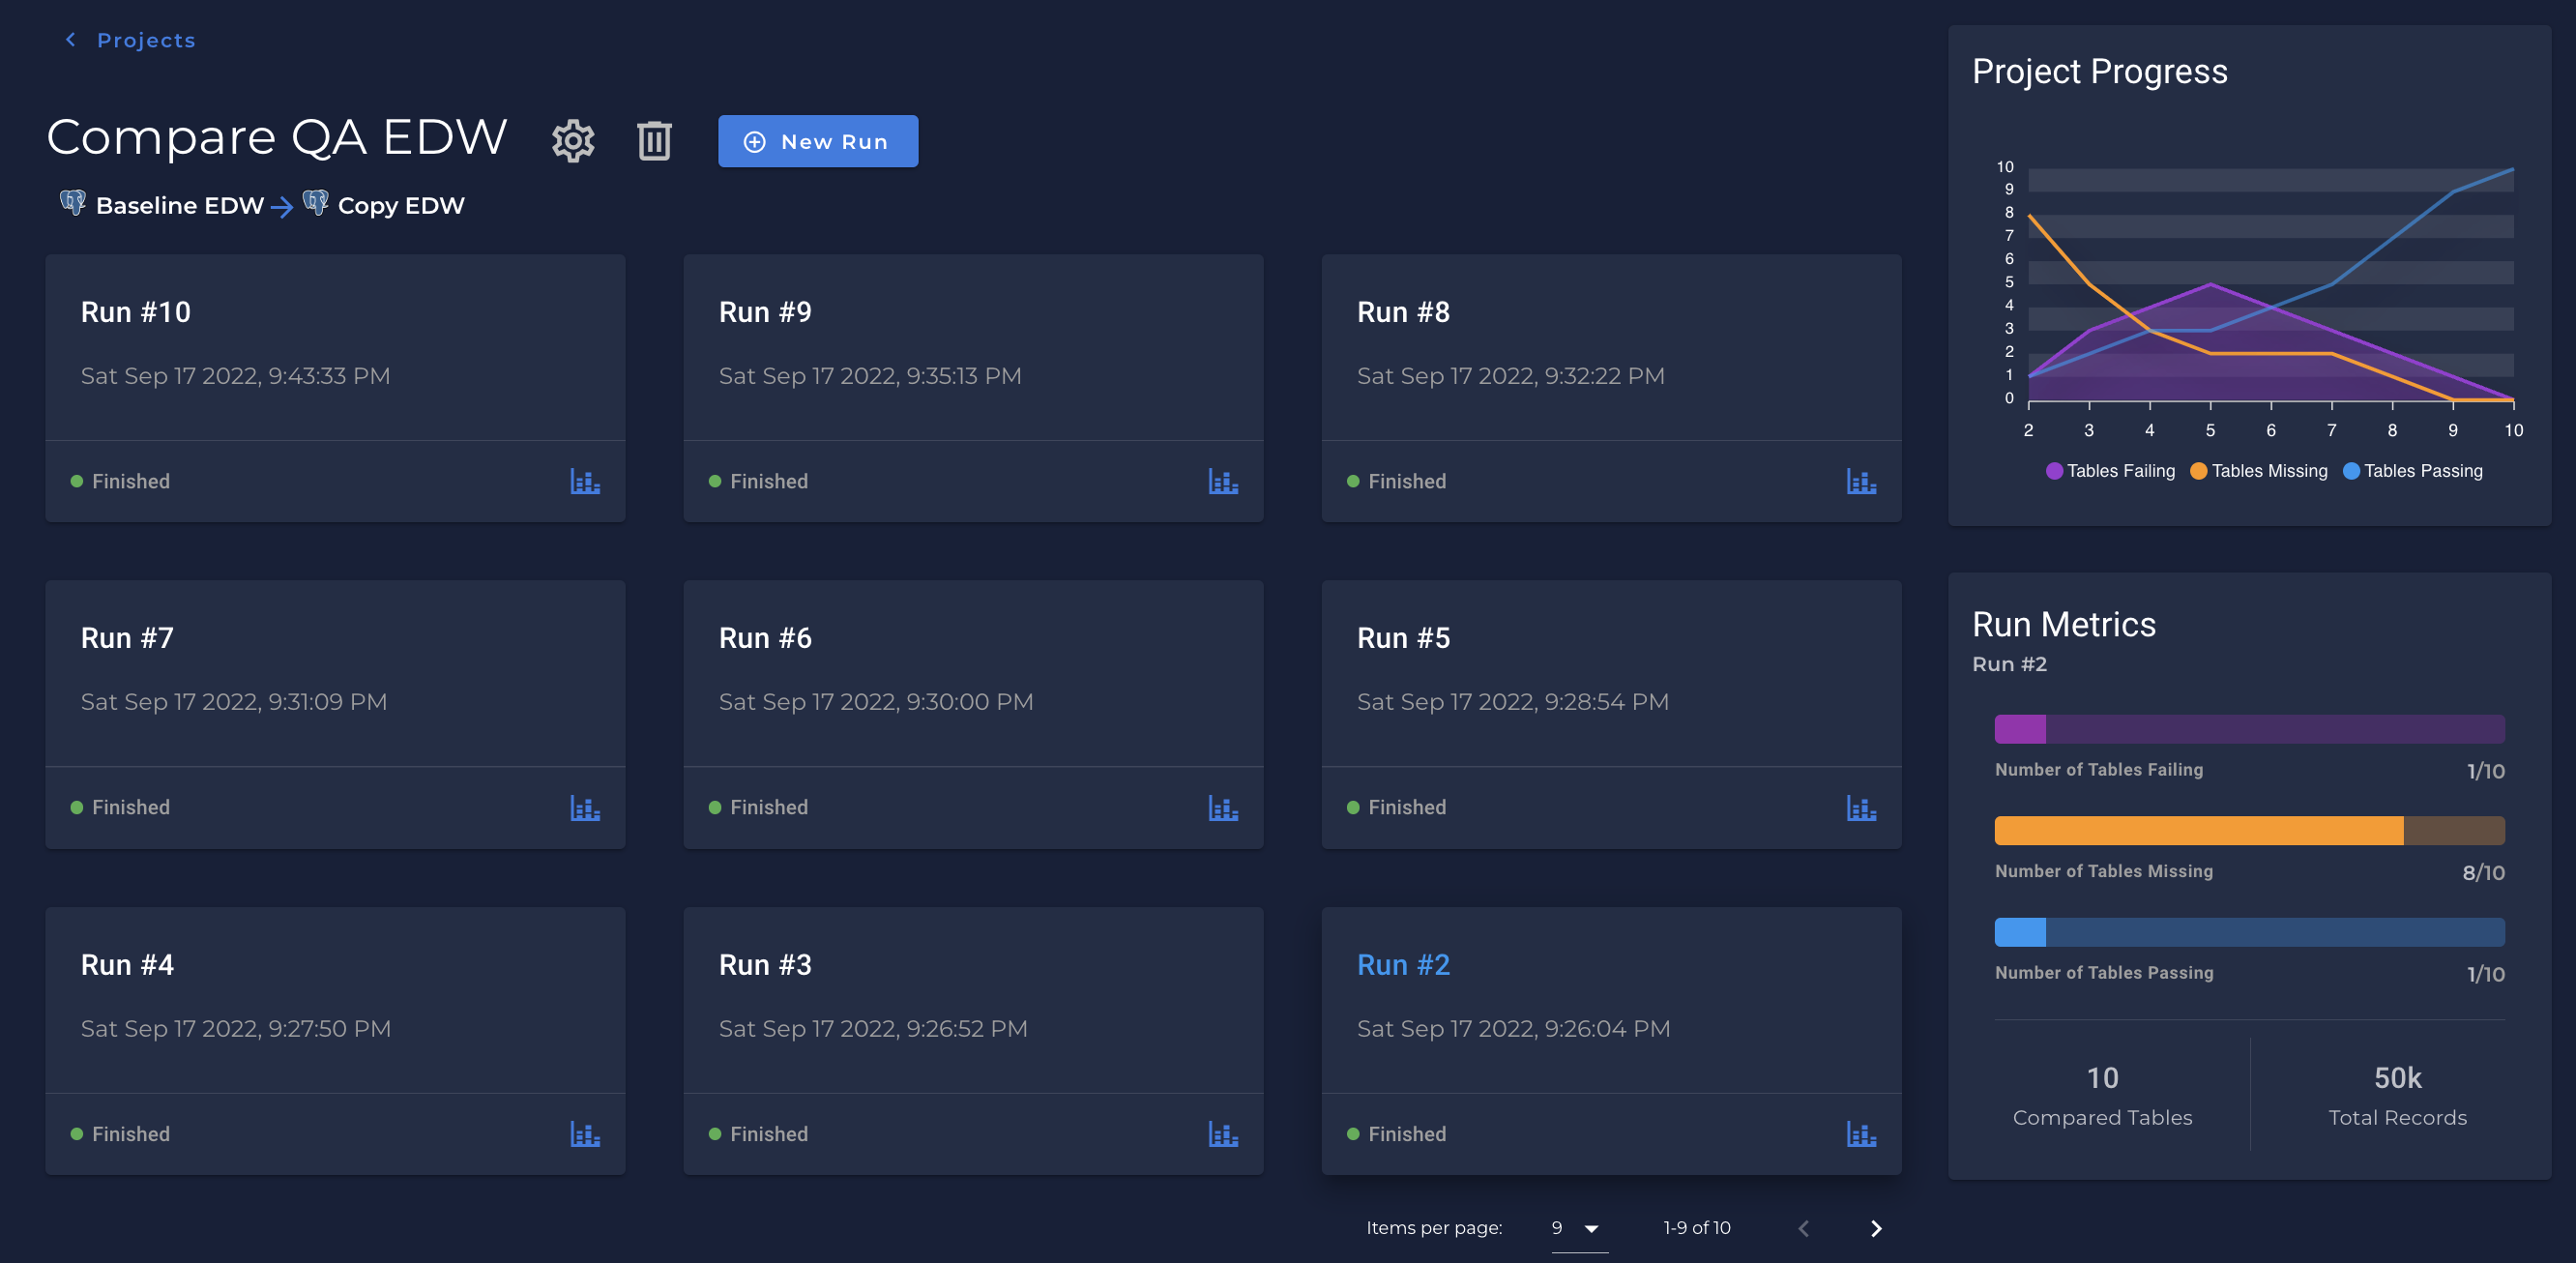 Projects
Compare QA EDW
New Run
Baseline EDW
Copy EDW
Run #10
Sat Sep 17 2022, 9:43:33 PM
Finished
Run #9
Sat Sep 17 2022, 9:35:13 PM
Finished
Run #8
Sat Sep 17 2022, 9:32:22 PM
Finished
Run #7
Sat Sep 17 2022, 9:31:09 PM
Finished
Run #6
Sat Sep 17 2022, 9:30:00 PM
Finished
Run #5
Sat Sep 17 2022, 9:28:54 PM
Finished
Run #4
Sat Sep 17 2022, 9:27:50 PM
Finished
Run #3
Sat Sep 17 2022, 9:26:52 PM
Finished
Run #2
Sat Sep 17 2022, 9:26:04 PM
Finished
Items per page: 9 1-9 of 10
Project Progress
10
9
8
7
6
5
4
3
2
1
0
2 3 4 5 6 7 8 9 10
Tables Failing Tables Missing Tables Passing
Run Metrics
Run #2
Number of Tables Failing 1/10
Number of Tables Missing 8/10
Number of Tables Passing 1/10
10
Compared Tables
50k
Total Records